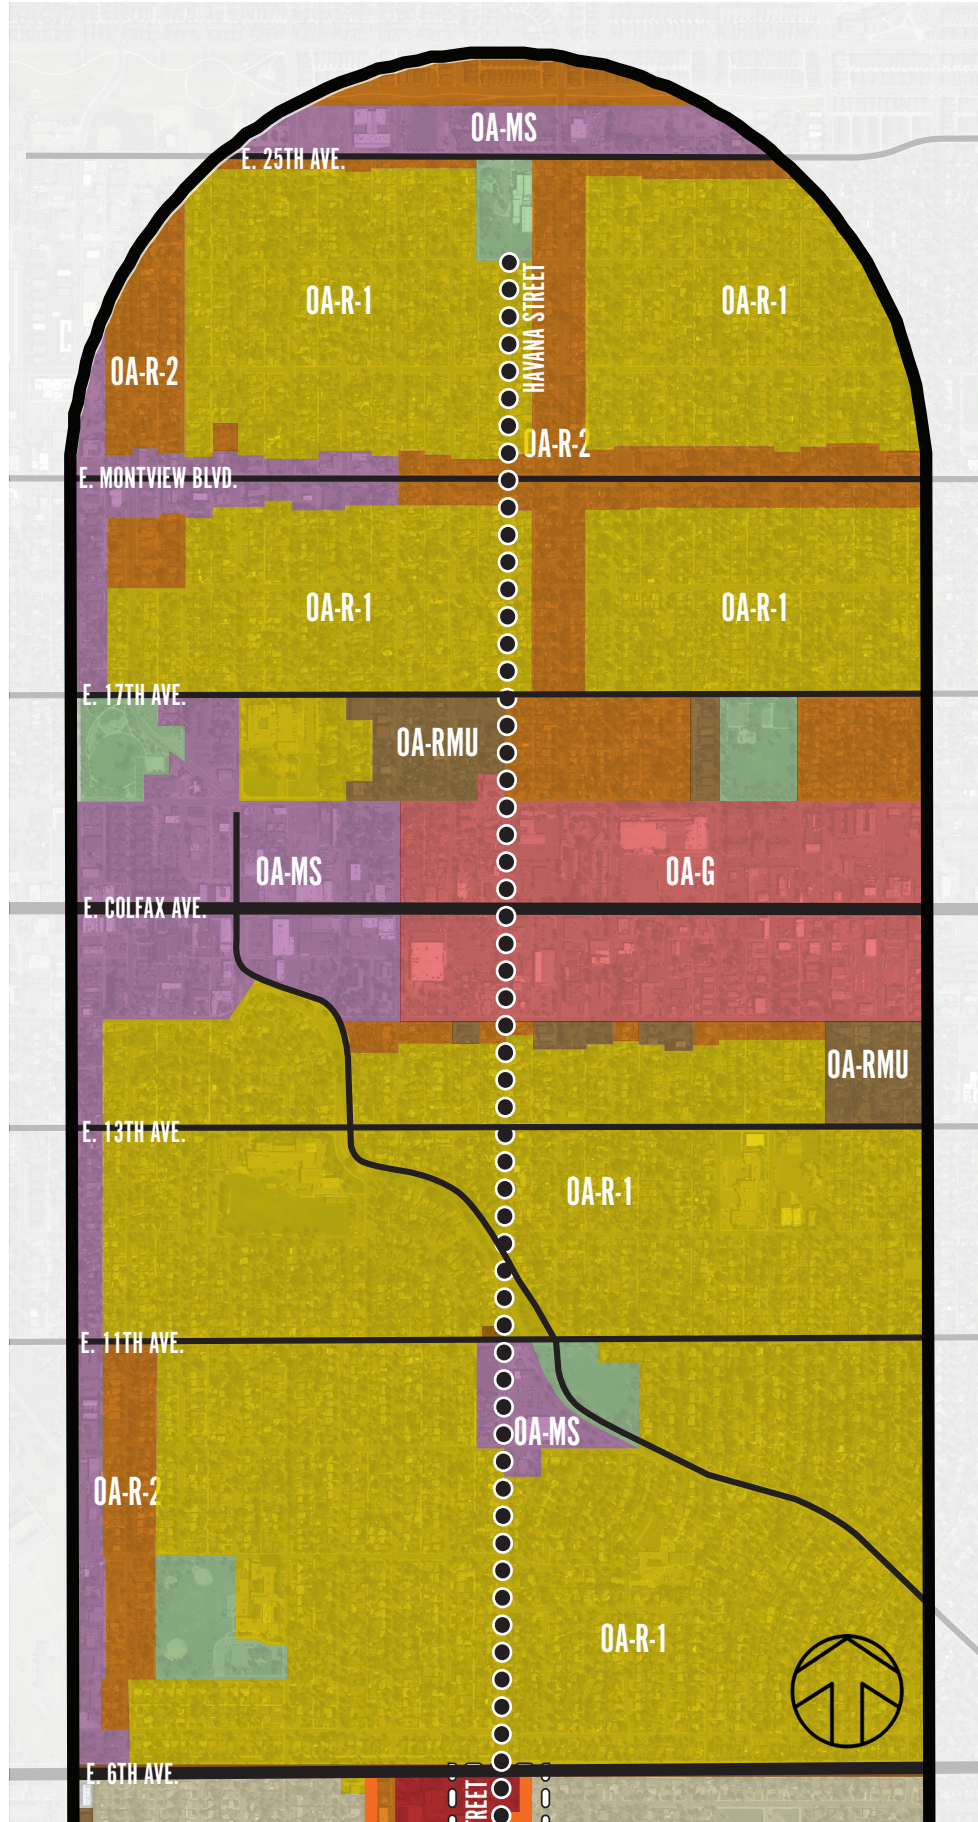 OA-MS
E. 25TH AVE.
HAVANA STREET
OA-R-1
OA-R-1
C
OA-R-2
OA-R-2
E. MONTVIEW BLVD.
OA-R-1
OA-R-1
E. 17TH AVE.
OA-RMU
OA-MS
OA-G
E. COLFAX AVE.
OA-RMU
E. 13TH AVE.
OA-R-1
E. 11TH AVE.
OA-MS
OA-R-2
OA-R-1
E. 6TH AVE.
REET